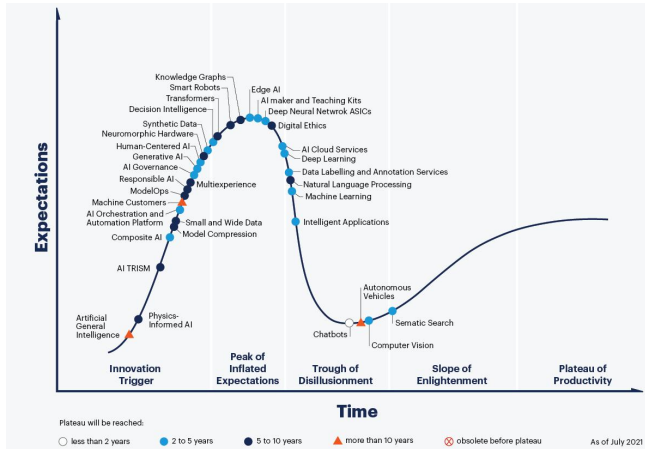 Knowledge Graphs
Smart Robots
Transformers
Decision Intelligence
Synthetic Data
Neuromorphic Hardware
Human-Centered AI
Generative AI
AI Governance
Responsible AI
Multiexperience
ModelOps
Machine Customers
AI Orchestration and
Automation Platform
Small and Wide Data
Model Compression
Composite AI
AI TRISM
Physics-
Informed AI
Artificial
General
Intelligence
Edge AI
AI maker and Teaching Kits
Deep Neural Netwrok ASICs
Digital Ethics
AI Cloud Services
Deep Learning
Data Labelling and Annotation Services
Natural Language Processing
Machine Learning
Intelligent Applications
Autonomous
Vehicles
Chatbots
Sematic Search
Computer Vision
Expectations
Innovation
Trigger
Peak of
Inflated
Expectations
Trough of
Disillusionment
Slope of
Enlightenment
Plateau of
Productivity
Time
Plateau will be reached:
less than 2 years
2 to 5 years
5 to 10 years
more than 10 years
obsolete before plateau
As of July 2021